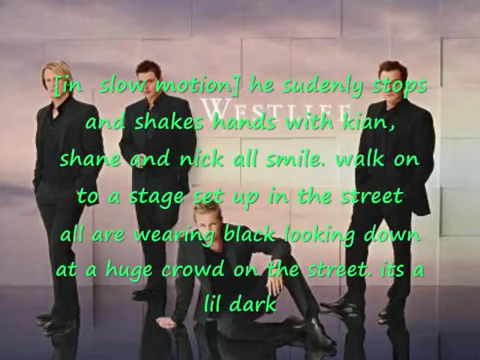 [in slow motion] he sudenly stops
WESTLIFE
and shakes hands with kian,
shane and nick all smile. walk on
to a stage set up in the street
all are wearing black looking down
at a huge crowd on the street. its a
lil dark